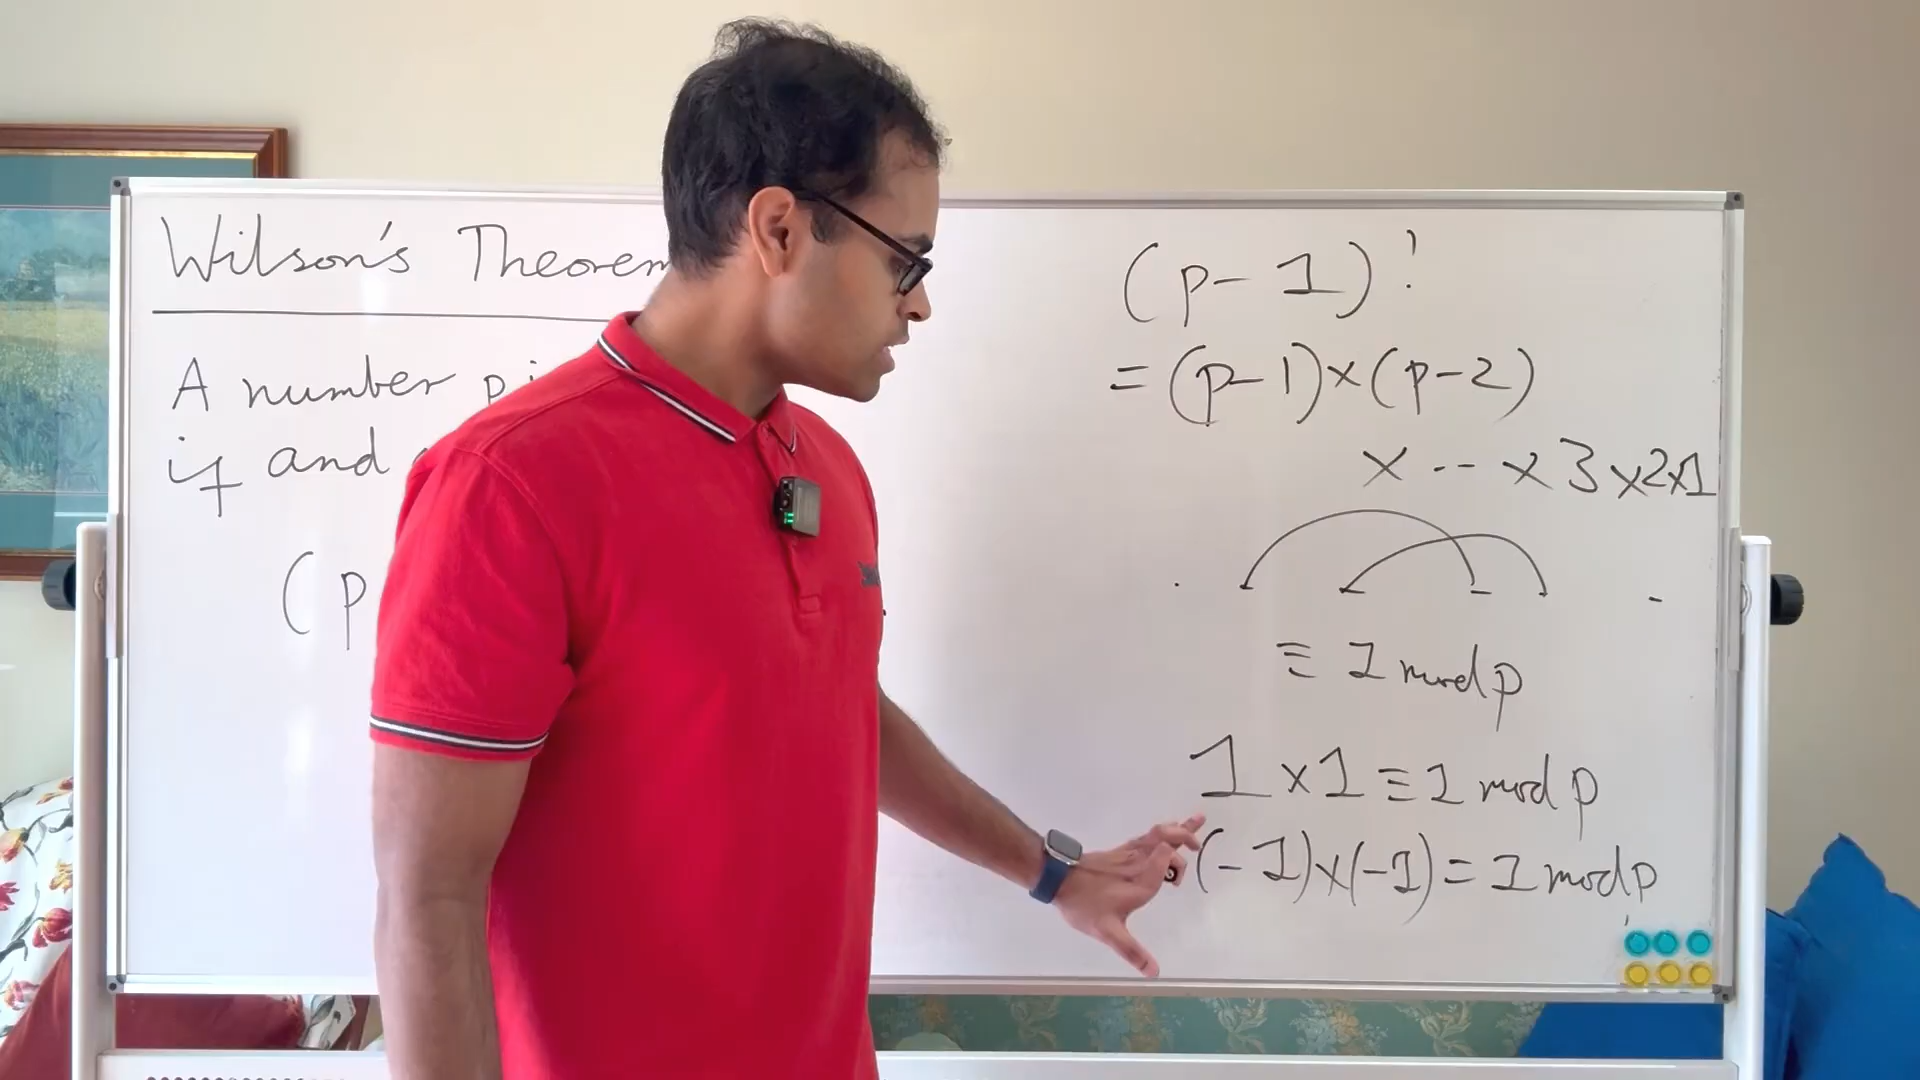 Wilson's Theorem
A number p
if and
(p
(p-1)!
=(p-1)×(p-2)
× -- ×3×2×1
≡ 1 mod p
1 ×1 ≡ 1 mod p
(-1)×(-1) = 1 mod p